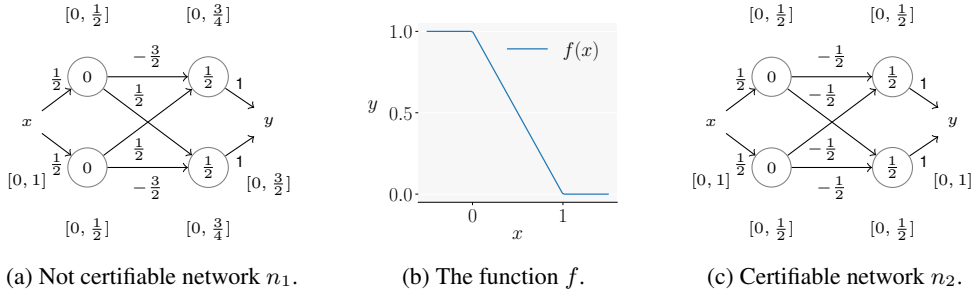 [0, 1/2] [0, 3/4]
−3/2
1/2 0 1/2 1
1/2
x y
1/2
1/2 0 1/2 1
[0, 1] −3/2 [0, 3/2]
[0, 1/2] [0, 3/4]
(a) Not certifiable network n₁.
1.0
f(x)
y 0.5
0.0
0 1
x
(b) The function f.
[0, 1/2] [0, 1/2]
−1/2
1/2 0 1/2 1
−1/2
x y
−1/2
1/2 0 1/2 1
[0, 1] −1/2 [0, 1]
[0, 1/2] [0, 1/2]
(c) Certifiable network n₂.